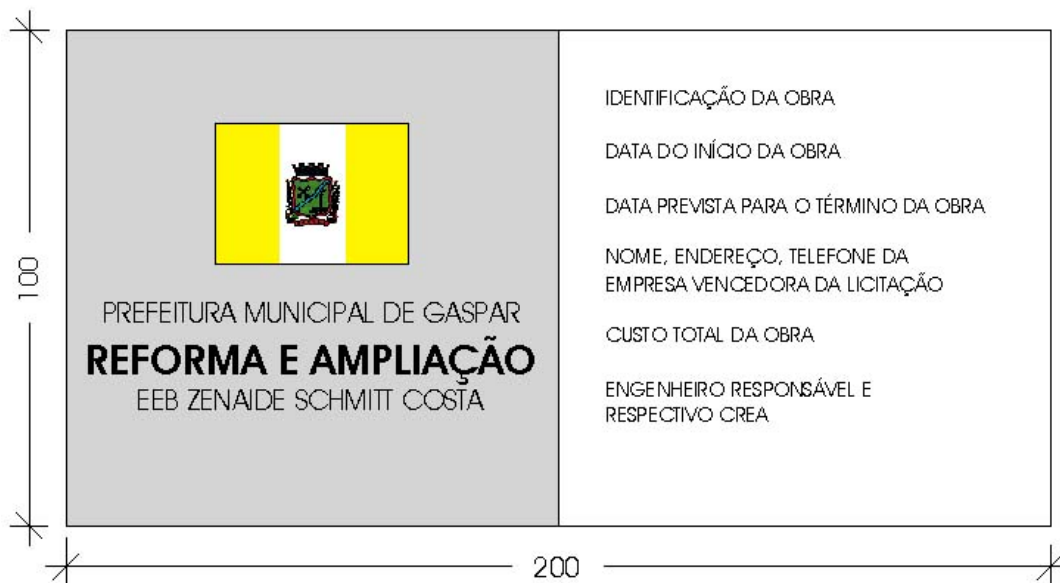 100
PREFEITURA MUNICIPAL DE GASPAR
REFORMA E AMPLIAÇÃO
EEB ZENAIDE SCHMITT COSTA
IDENTIFICAÇÃO DA OBRA
DATA DO INÍCIO DA OBRA
DATA PREVISTA PARA O TÉRMINO DA OBRA
NOME, ENDEREÇO, TELEFONE DA
EMPRESA VENCEDORA DA LICITAÇÃO
CUSTO TOTAL DA OBRA
ENGENHEIRO RESPONSÁVEL E
RESPECTIVO CREA
200